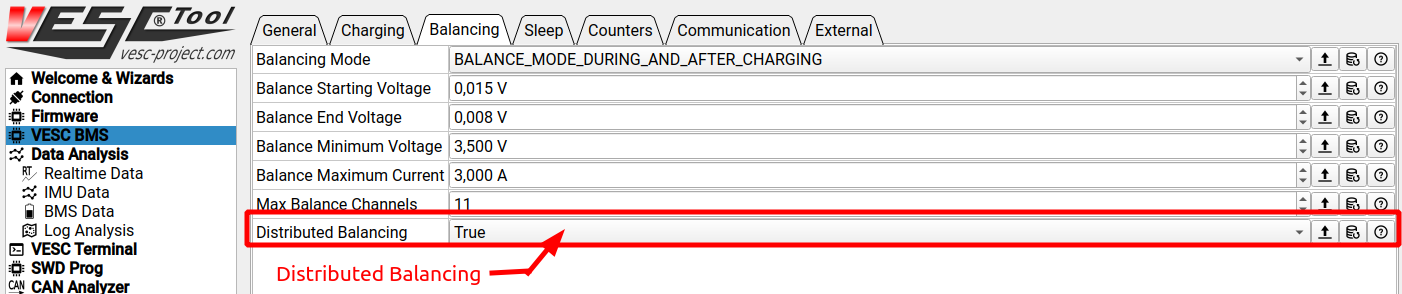 VESC® Tool
vesc-project.com
General Charging Balancing Sleep Counters Communication External
Welcome & Wizards
Connection
Firmware
VESC BMS
Data Analysis
RT Realtime Data
IMU Data
BMS Data
Log Analysis
VESC Terminal
SWD Prog
CAN CAN Analyzer
Balancing Mode BALANCE_MODE_DURING_AND_AFTER_CHARGING
Balance Starting Voltage 0,015 V
Balance End Voltage 0,008 V
Balance Minimum Voltage 3,500 V
Balance Maximum Current 3,000 A
Max Balance Channels 11
Distributed Balancing True
Distributed Balancing